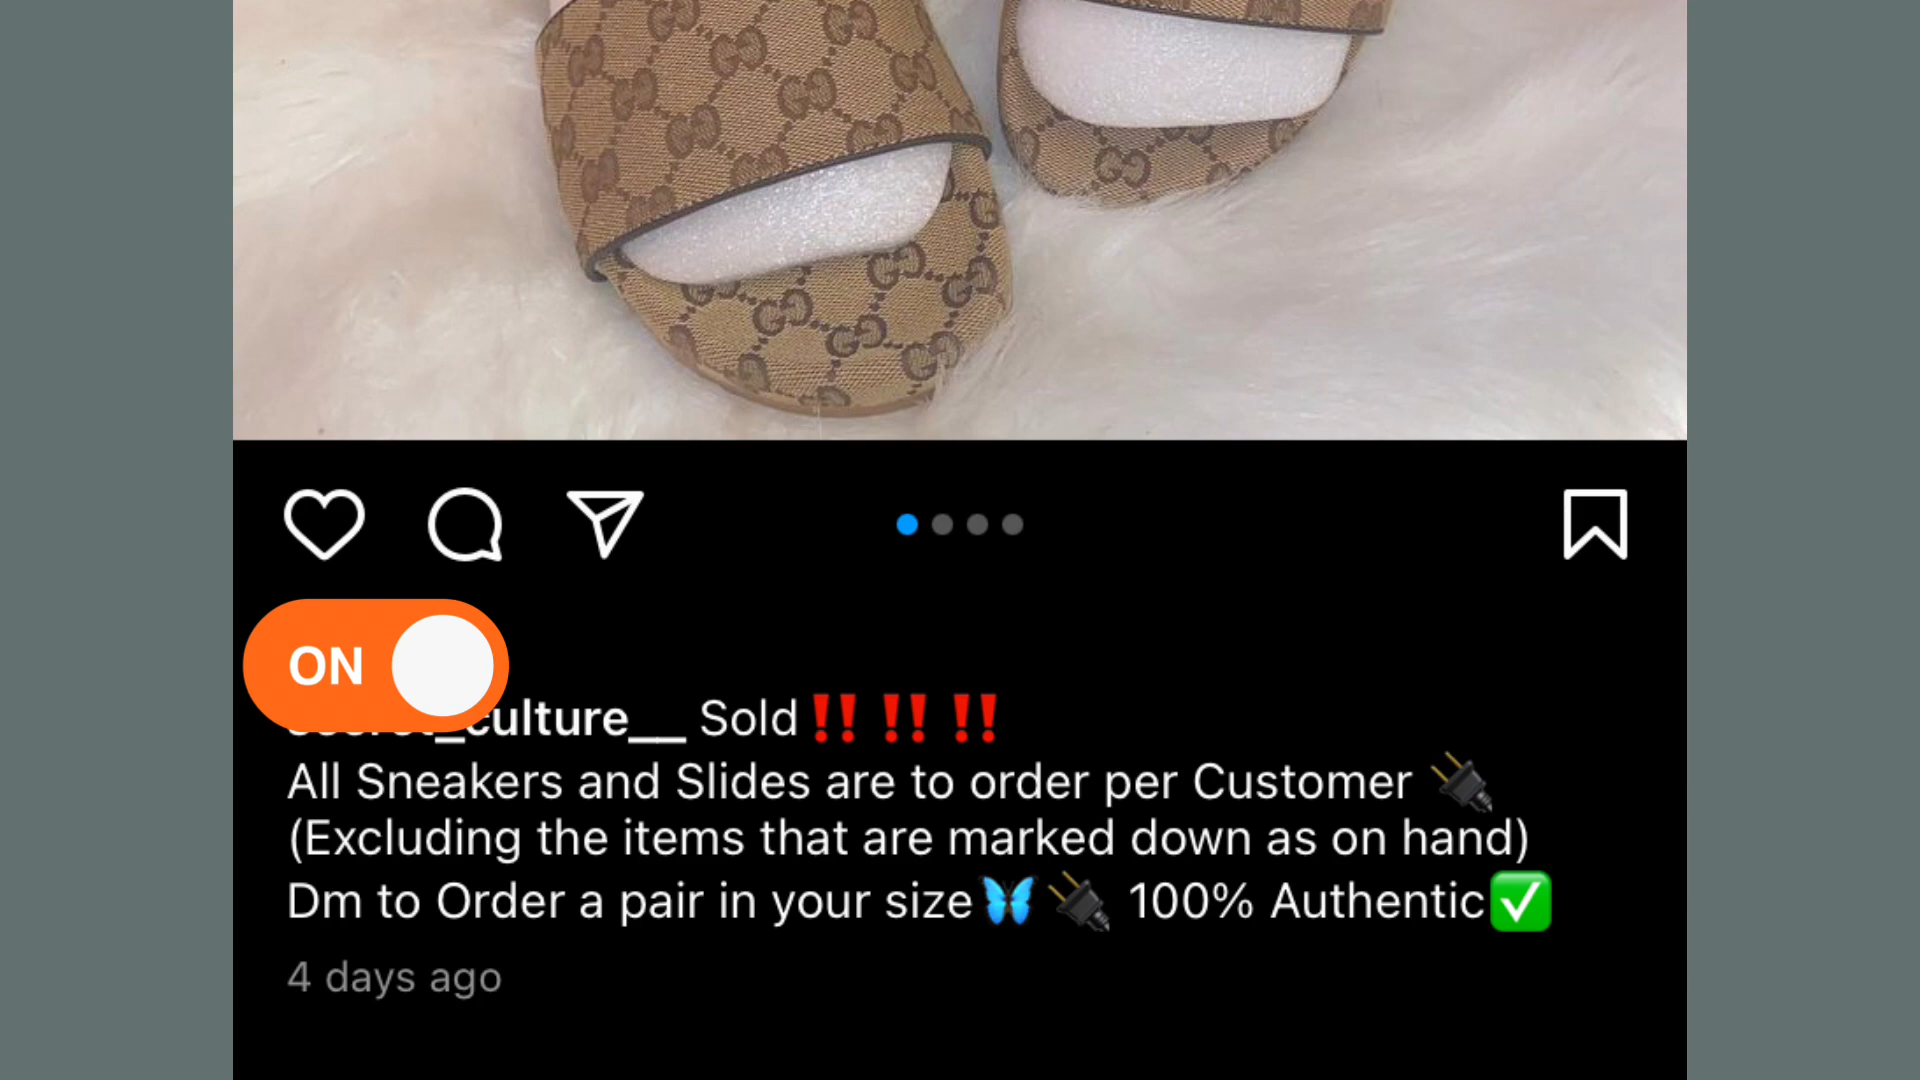 ON
culture__ Sold‼️ ‼️ ‼️
All Sneakers and Slides are to order per Customer 🔌
(Excluding the items that are marked down as on hand)
Dm to Order a pair in your size🦋🔌 100% Authentic✅
4 days ago